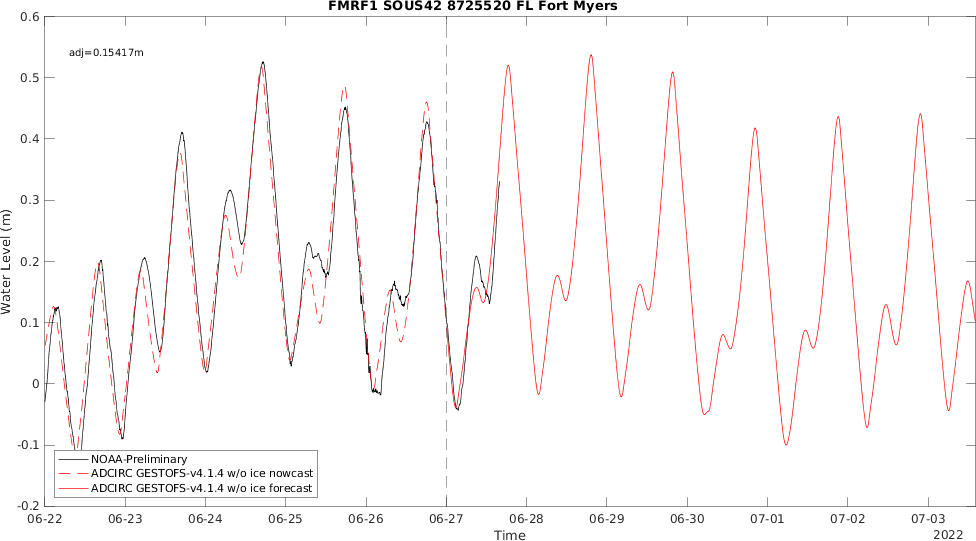 FMRF1 SOUS42 8725520 FL Fort Myers
0.6
adj=0.15417m
0.5
0.4
0.3
0.2
0.1
0
-0.1
-0.2
Water Level (m)
NOAA-Preliminary
ADCIRC GESTOFS-v4.1.4 w/o ice nowcast
ADCIRC GESTOFS-v4.1.4 w/o ice forecast
06-22 06-23 06-24 06-25 06-26 06-27 06-28 06-29 06-30 07-01 07-02 07-03
Time
2022